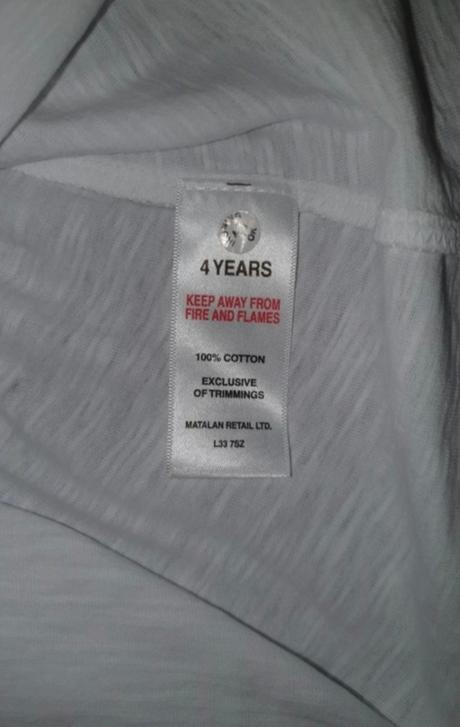 4 YEARS
KEEP AWAY FROM
FIRE AND FLAMES
100% COTTON
EXCLUSIVE
OF TRIMMINGS
MATALAN RETAIL LTD.
L33 7SZ